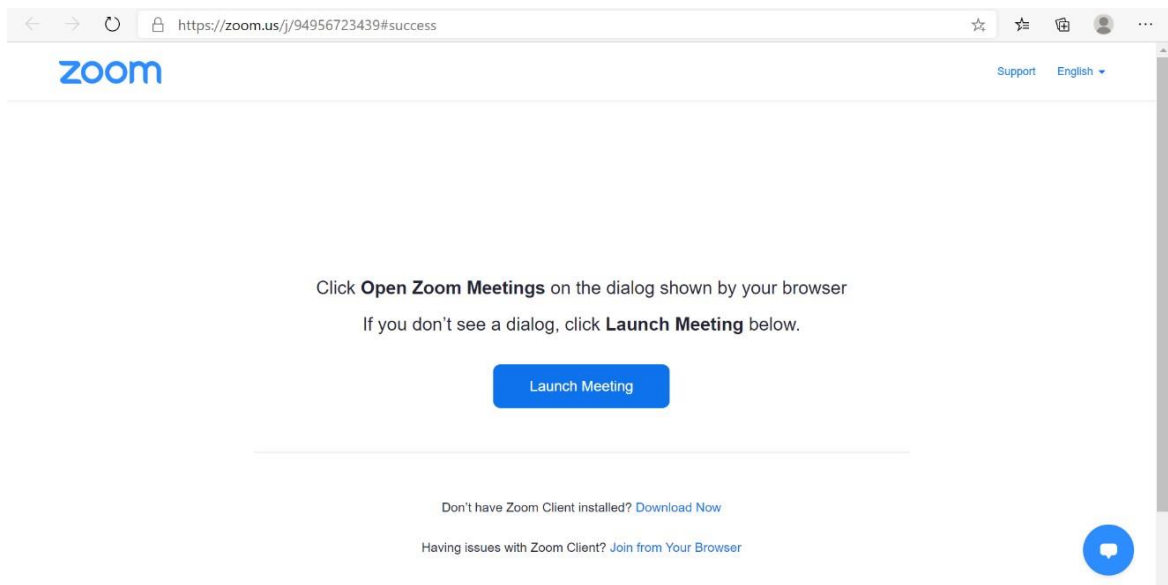 https://zoom.us/j/94956723439#success
zoom
Support English
Click Open Zoom Meetings on the dialog shown by your browser
If you don’t see a dialog, click Launch Meeting below.
Launch Meeting
Don’t have Zoom Client installed? Download Now
Having issues with Zoom Client? Join from Your Browser